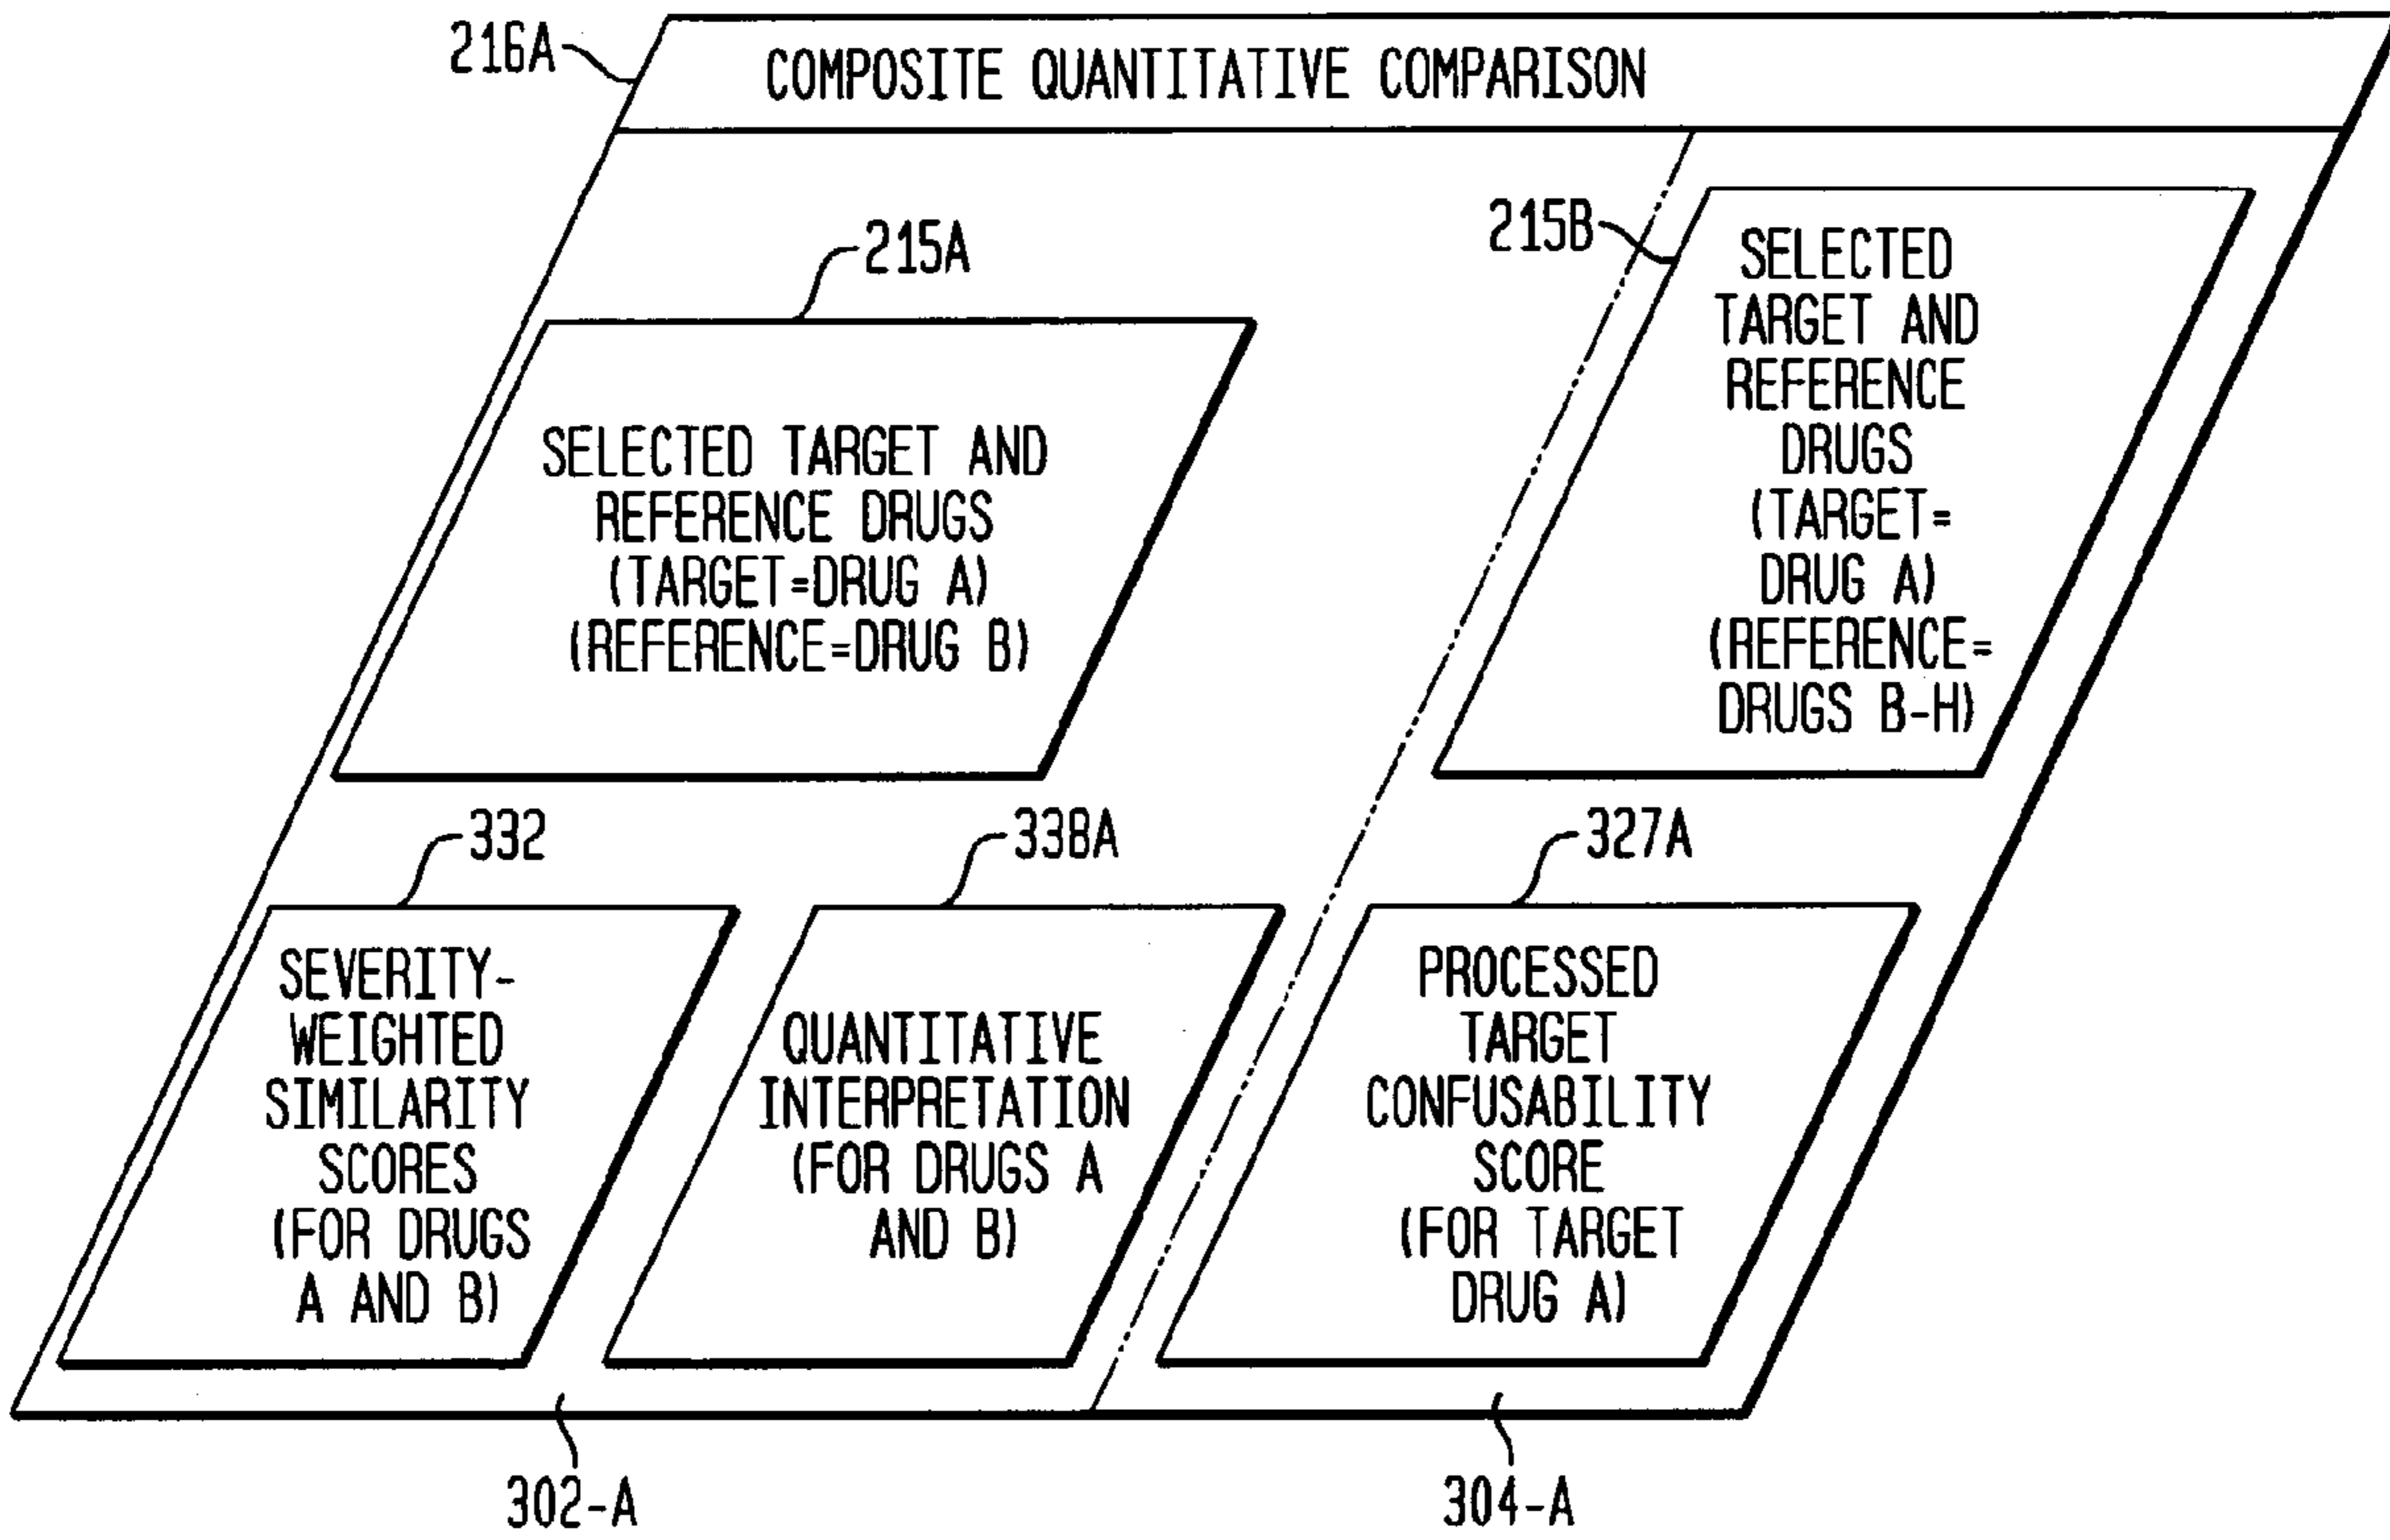 216A
COMPOSITE QUANTITATIVE COMPARISON
215A
SELECTED TARGET AND
REFERENCE DRUGS
(TARGET=DRUG A)
(REFERENCE=DRUG B)
215B
SELECTED
TARGET AND
REFERENCE
DRUGS
(TARGET=
DRUG A)
(REFERENCE=
DRUGS B-H)
332
SEVERITY-
WEIGHTED
SIMILARITY
SCORES
(FOR DRUGS
A AND B)
338A
QUANTITATIVE
INTERPRETATION
(FOR DRUGS A
AND B)
327A
PROCESSED
TARGET
CONFUSABILITY
SCORE
(FOR TARGET
DRUG A)
302-A
304-A